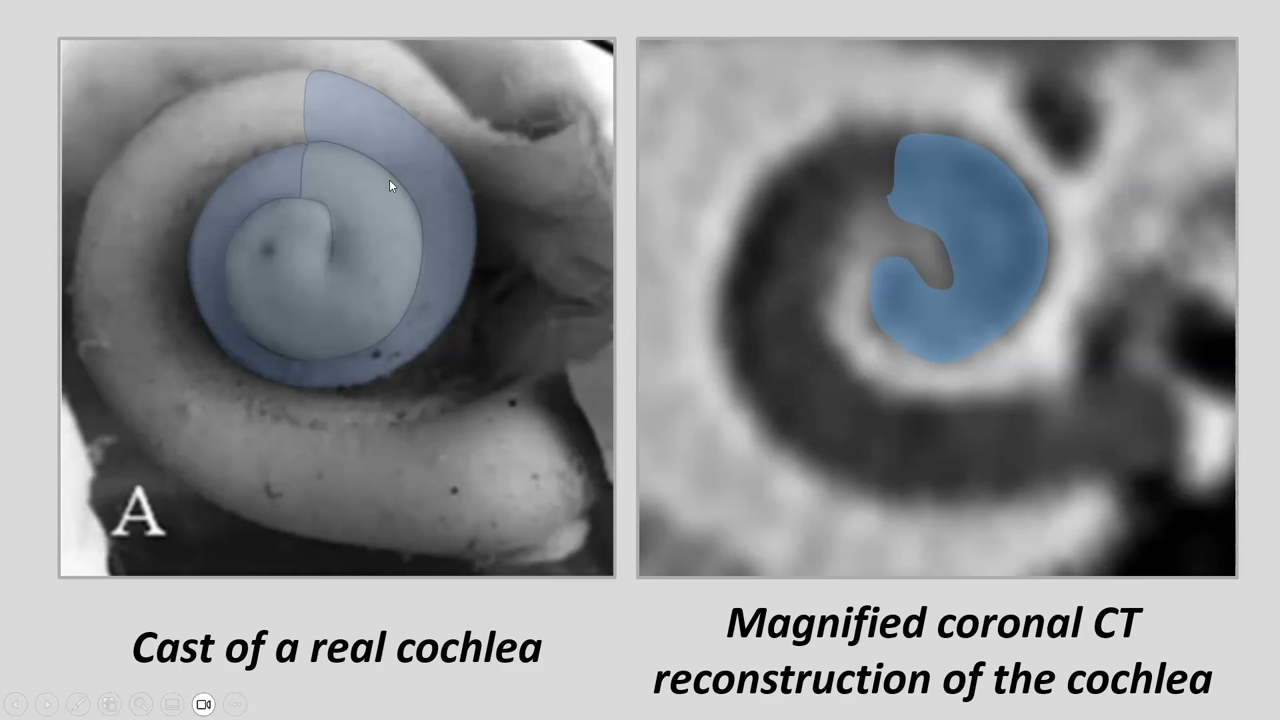 A
Cast of a real cochlea
Magnified coronal CT
reconstruction of the cochlea